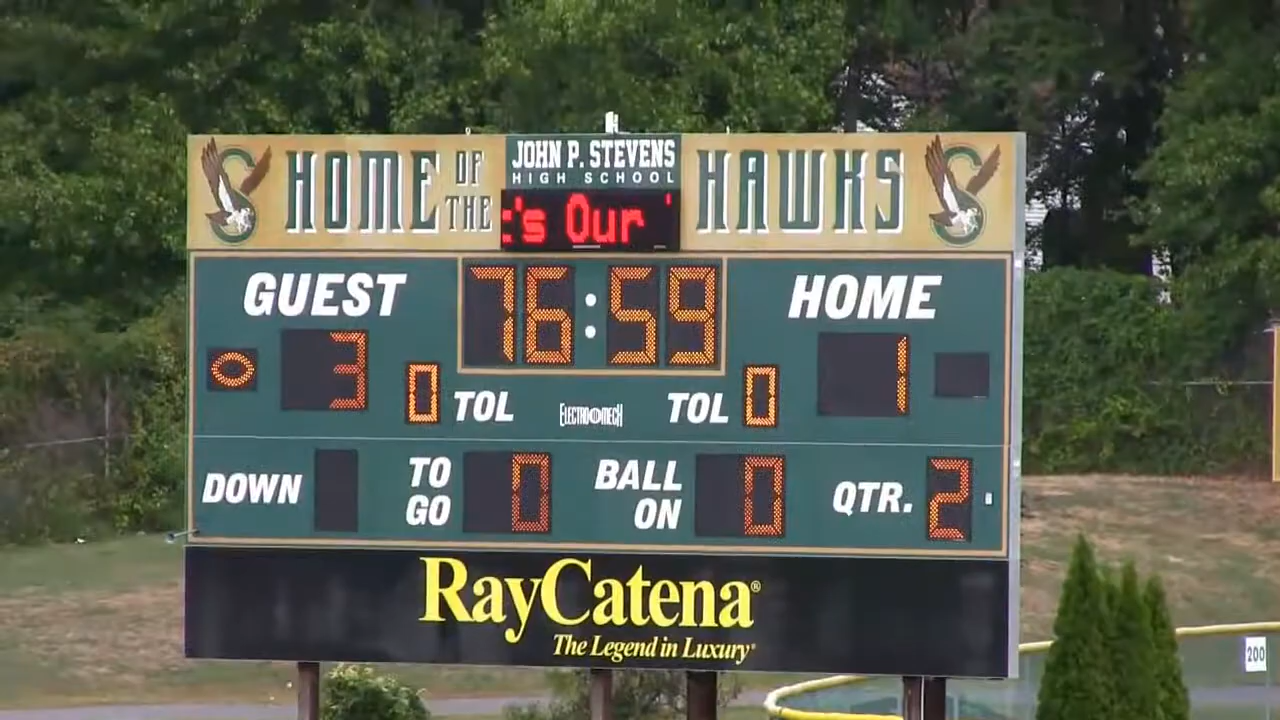 HOME OF THE
JOHN P. STEVENS
HIGH SCHOOL
's Our '
HAWKS
GUEST
76:59
HOME
0
3
0 TOL
ELECTRO-MECH
TOL 0
1
DOWN
TO GO 0
BALL ON 0
QTR. 2
RayCatena®
The Legend in Luxury®
200